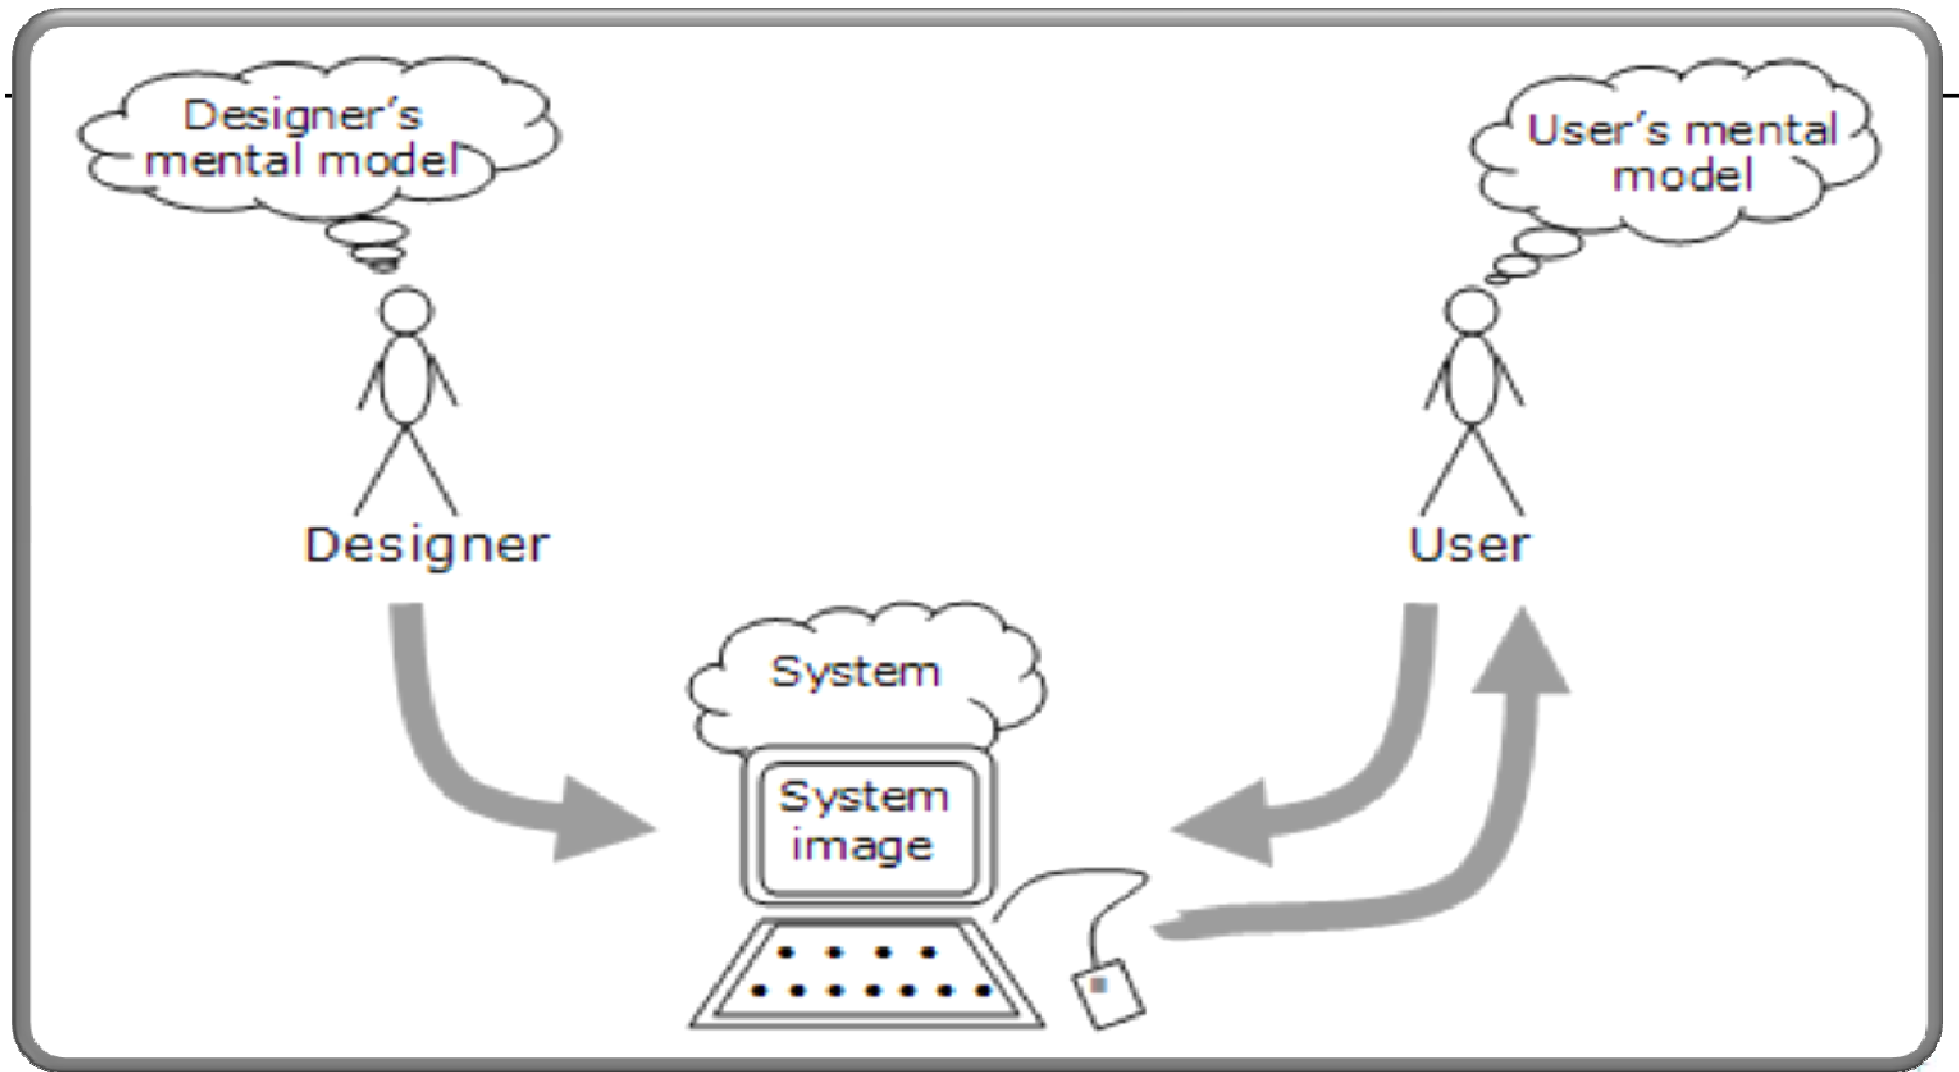 Designer’s
mental model
User’s mental
model
Designer
User
System
System
image